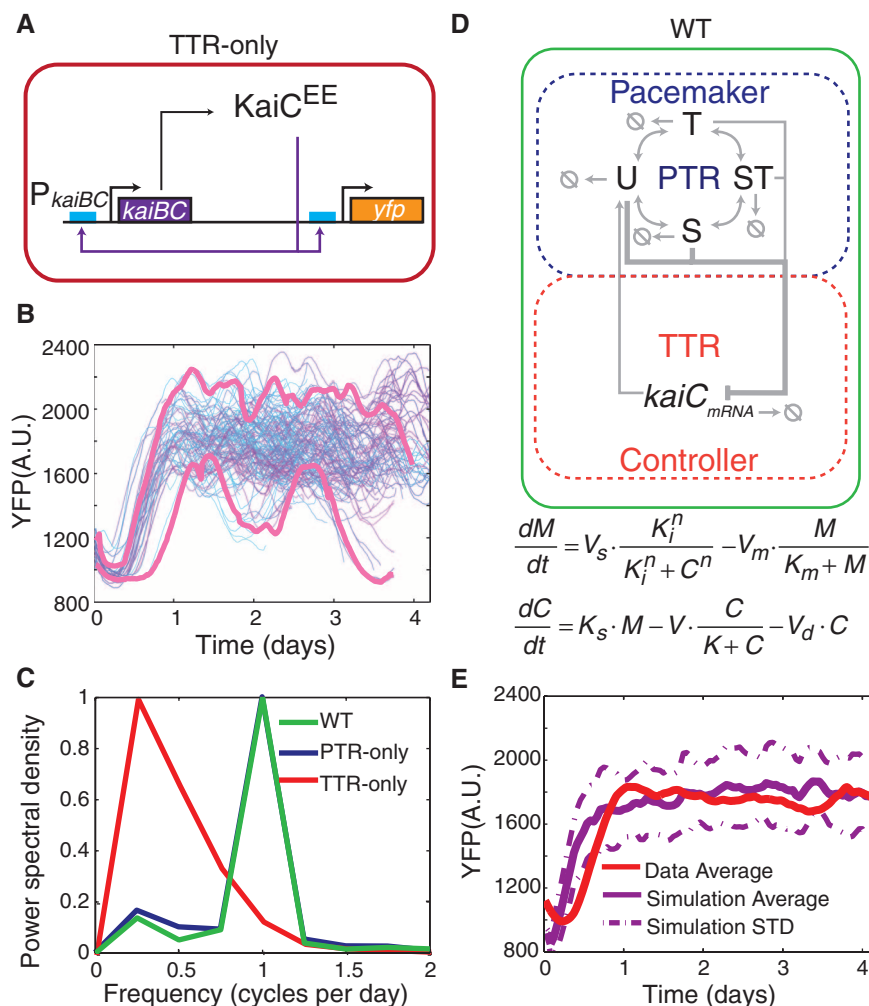 A
TTR-only
KaiC^EE
P_kaiBC
kaiBC
yfp
B
2400
2000
1600
1200
800
YFP(A.U.)
0 1 2 3 4
Time (days)
C
1
0.8
0.6
0.4
0.2
0
Power spectral density
WT
PTR-only
TTR-only
0 0.5 1 1.5 2
Frequency (cycles per day)
D
WT
Pacemaker
T
U PTR ST
S
TTR
kaiC_mRNA
Controller
dM/dt = V_s · K_i^n/(K_i^n + C^n) – V_m · M/(K_m + M)
dC/dt = K_s · M – V · C/(K + C) – V_d · C
E
2400
2000
1600
1200
800
YFP(A.U.)
Data Average
Simulation Average
Simulation STD
0 1 2 3 4
Time (days)